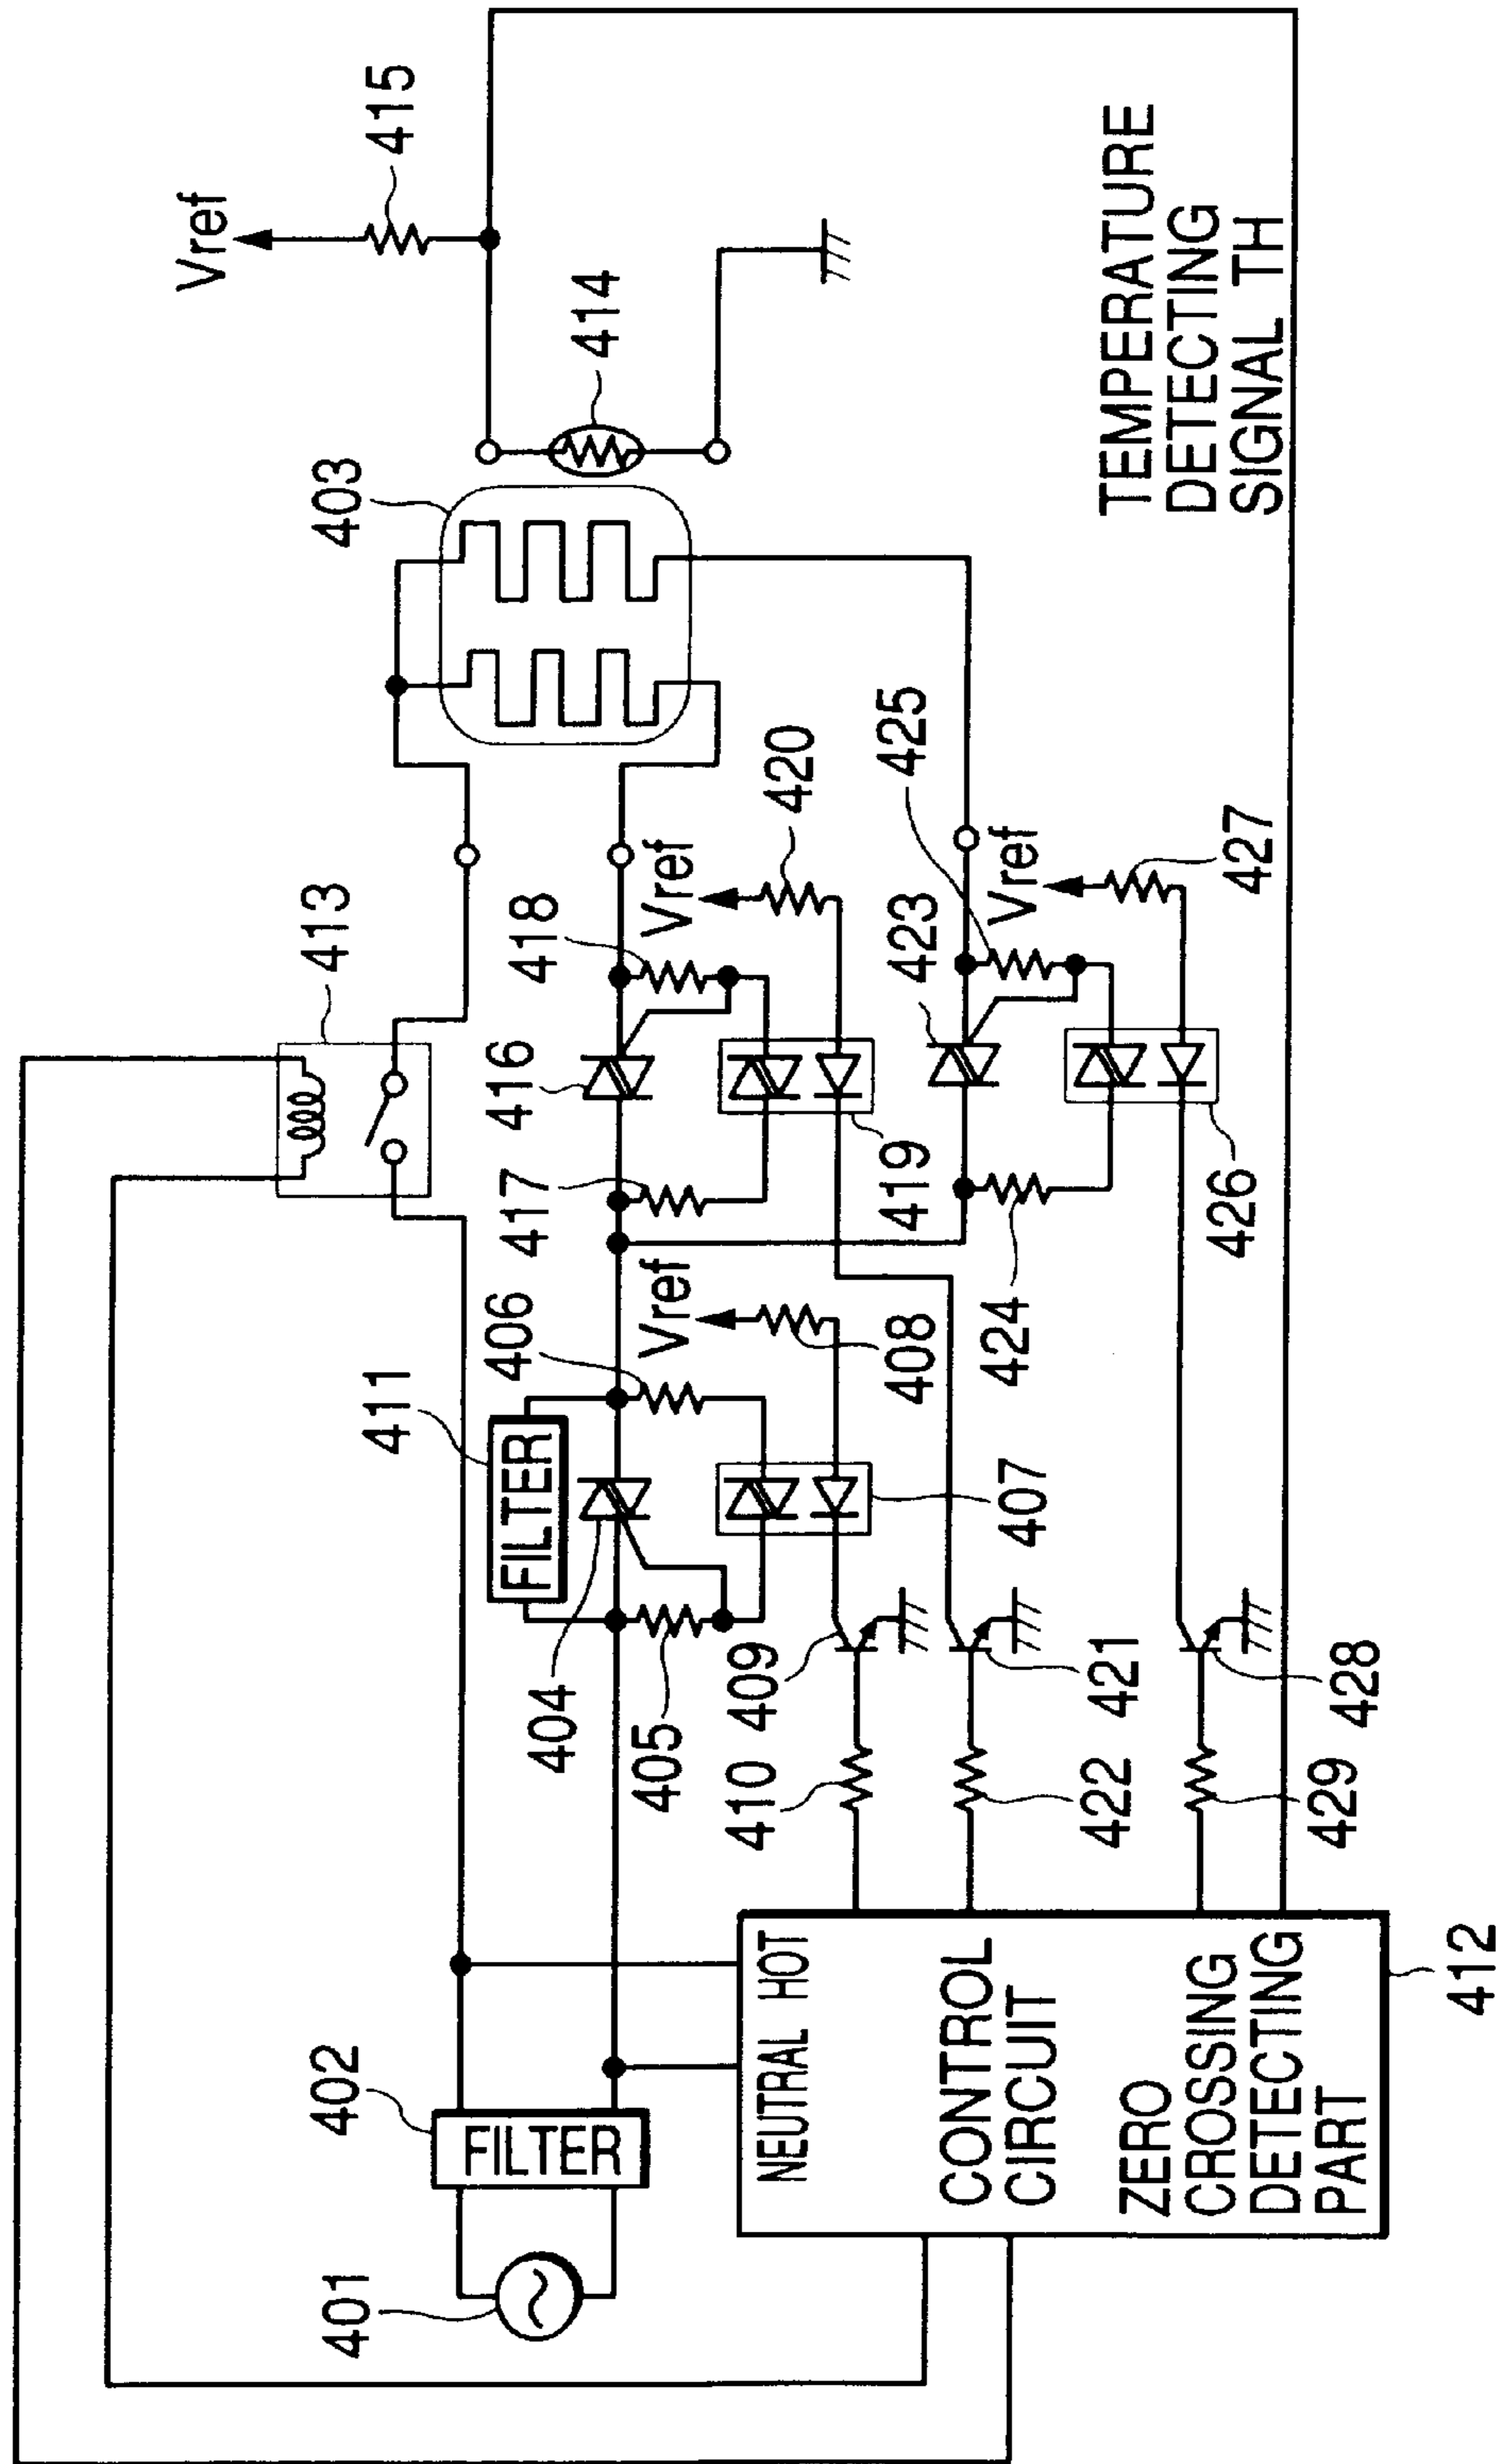 Vref
415
414
403
413
418
Vref
420
425
423
Vref
427
416
417
419
426
424
411
FILTER
406
Vref
408
407
404
405
409
410
421
422
428
429
402
FILTER
401
NEUTRAL HOT
CONTROL
CIRCUIT
ZERO
CROSSING
DETECTING
PART
412
TEMPERATURE
DETECTING
SIGNAL TH